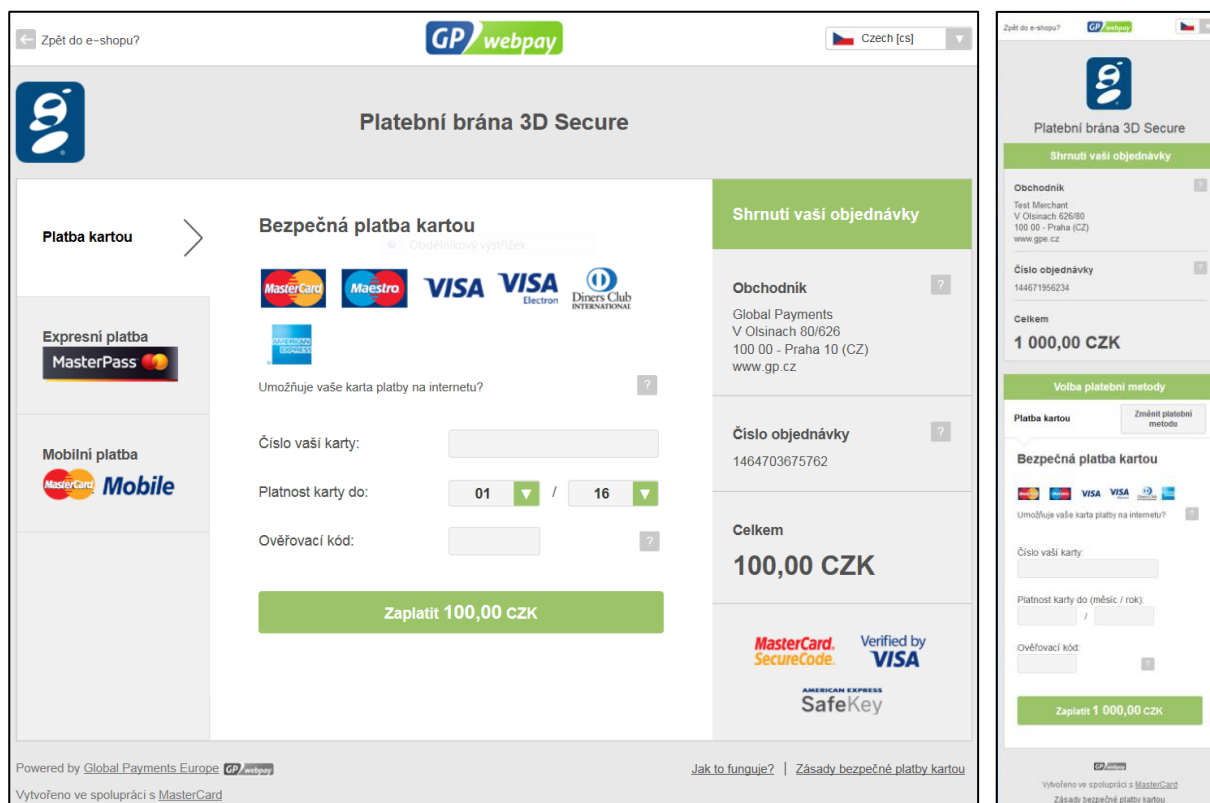 Zpět do e-shopu?
GP webpay
Czech [cs]
Platební brána 3D Secure
Platba kartou
Expresní platba
MasterPass
Mobilní platba
MasterCard Mobile
Bezpečná platba kartou
Obdélníkový výstřižek
MasterCard
Maestro
VISA
VISA
Electron
Diners Club
INTERNATIONAL
AMERICAN
EXPRESS
Umožňuje vaše karta platby na internetu?
?
Číslo vaší karty:
Platnost karty do:
01 / 16
Ověřovací kód:
?
Zaplatit 100,00 CZK
Shrnutí vaší objednávky
Obchodník
?
Global Payments
V Olsinach 80/626
100 00 - Praha 10 (CZ)
www.gp.cz
Číslo objednávky
?
1464703675762
Celkem
100,00 CZK
MasterCard.
SecureCode.
Verified by
VISA
AMERICAN EXPRESS
SafeKey
Powered by Global Payments Europe GP webpay
Jak to funguje? | Zásady bezpečné platby kartou
Vytvořeno ve spolupráci s MasterCard
Zpět do e-shopu?
GP webpay
Platební brána 3D Secure
Shrnutí vaší objednávky
Obchodník
?
Test Merchant
V Olsinach 626/80
100 00 - Praha (CZ)
www.gpe.cz
Číslo objednávky
?
144671956234
Celkem
1 000,00 CZK
Volba platební metody
Platba kartou
Změnit platební
metodu
Bezpečná platba kartou
MasterCard
Maestro
VISA
VISA
Umožňuje vaše karta platby na internetu?
?
Číslo vaší karty:
Platnost karty do (měsíc / rok):
/
Ověřovací kód:
?
Zaplatit 1 000,00 CZK
GP webpay
Vytvořeno ve spolupráci s MasterCard
Zásady bezpečné platby kartou